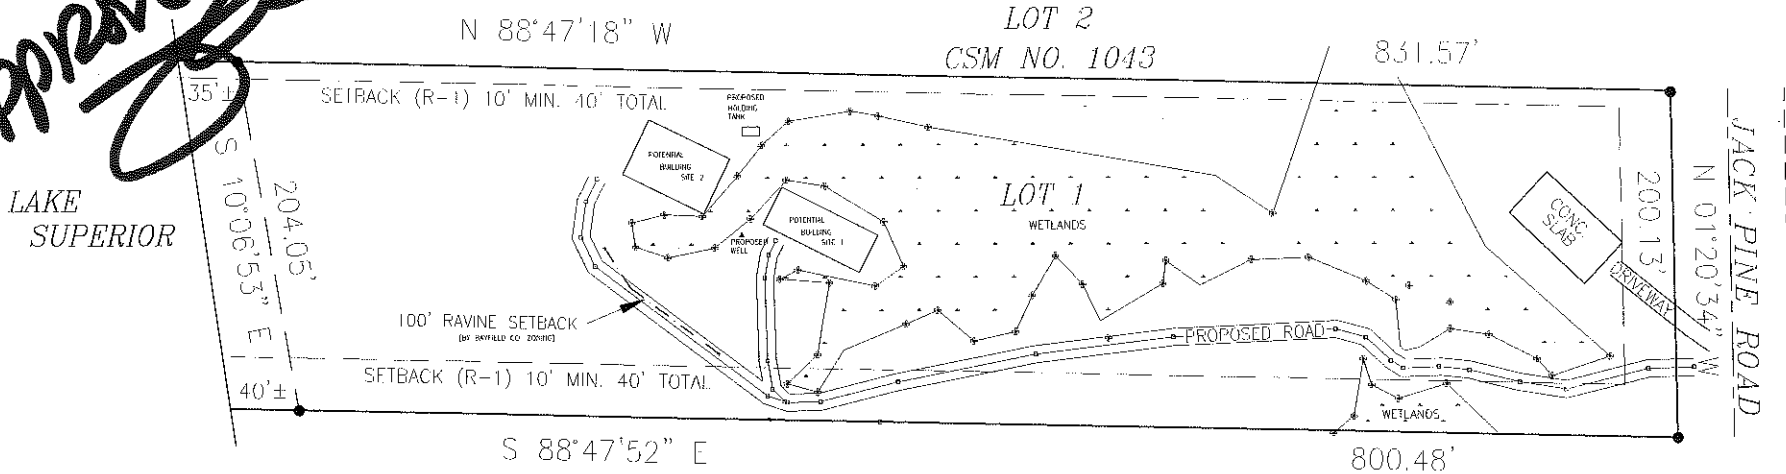 Approved
N 88°47'18" W
LOT 2
CSM NO. 1043
831.57'
35'±
SETBACK (R-1) 10' MIN. 40' TOTAL
PROPOSED
HOLDING
TANK
POTENTIAL
BUILDING
SITE 2
LOT 1
WETLANDS
POTENTIAL
BUILDING
SITE 1
PROPOSED
WELL
CONC.
SLAB
DRIVEWAY
200.13'
N 01°20'34" W
JACK PINE ROAD
LAKE
SUPERIOR
S 10°06'53" E
204.05'
100' RAVINE SETBACK
(BY BAYFIELD CO. ZONING)
PROPOSED ROAD
SETBACK (R-1) 10' MIN. 40' TOTAL
40'±
WETLANDS
S 88°47'52" E
800.48'